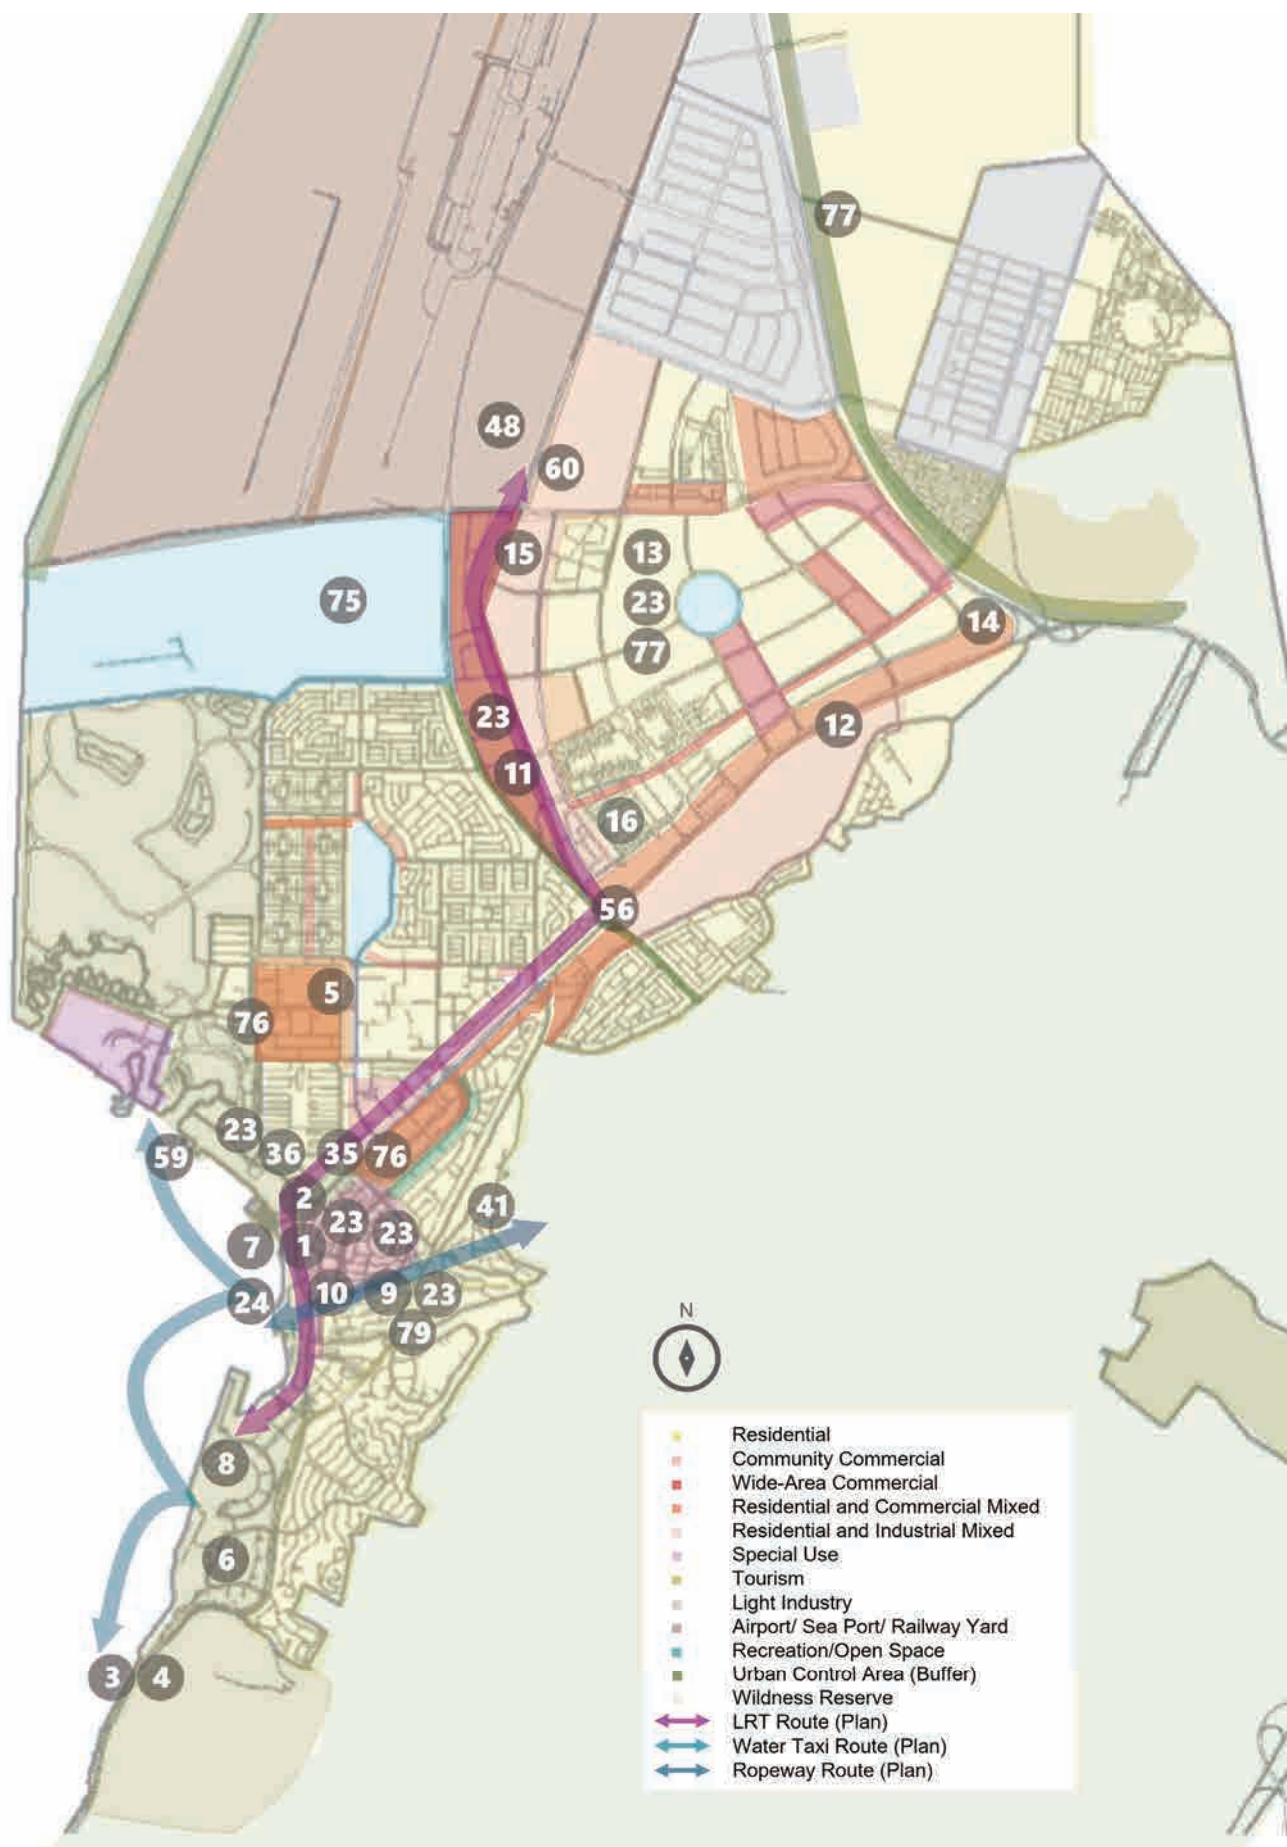 77
48
60
15
13
75
23
14
77
23
12
11
16
56
5
76
23
36
35
76
59
2
41
23
23
7
1
24
10
9
23
79
N
8
6
3
4
Residential
Community Commercial
Wide-Area Commercial
Residential and Commercial Mixed
Residential and Industrial Mixed
Special Use
Tourism
Light Industry
Airport/ Sea Port/ Railway Yard
Recreation/Open Space
Urban Control Area (Buffer)
Wildness Reserve
LRT Route (Plan)
Water Taxi Route (Plan)
Ropeway Route (Plan)